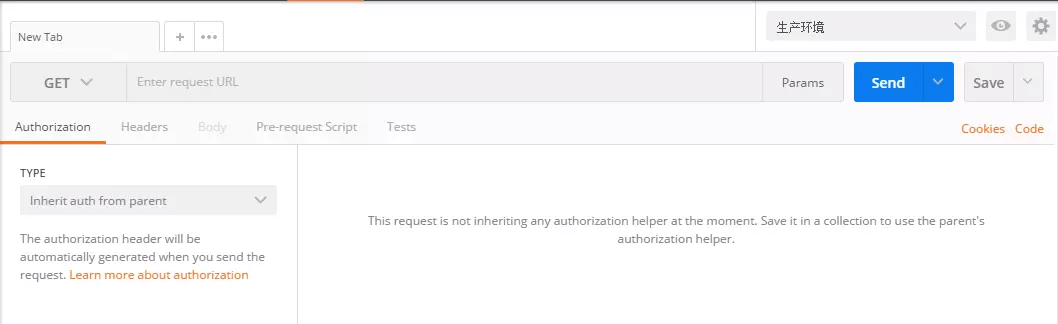 New Tab
生产环境
GET
Enter request URL
Params
Send
Save
Authorization
Headers
Body
Pre-request Script
Tests
Cookies
Code
TYPE
Inherit auth from parent
The authorization header will be
automatically generated when you send the
request. Learn more about authorization
This request is not inheriting any authorization helper at the moment. Save it in a collection to use the parent's
authorization helper.